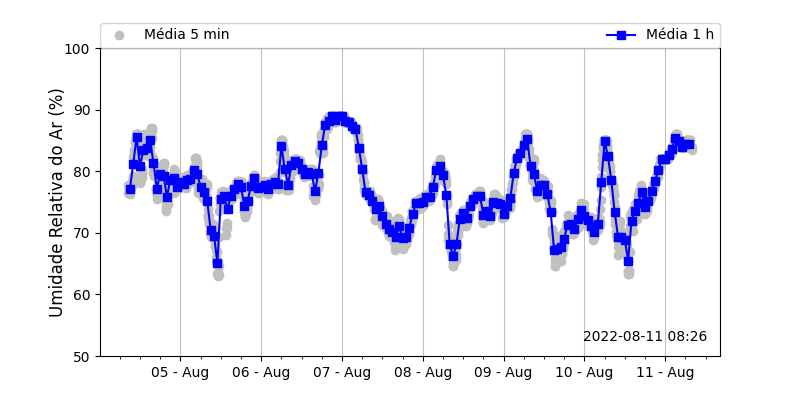 Média 5 min
Média 1 h
Umidade Relativa do Ar (%)
100
90
80
70
60
50
2022-08-11 08:26
05 - Aug
06 - Aug
07 - Aug
08 - Aug
09 - Aug
10 - Aug
11 - Aug